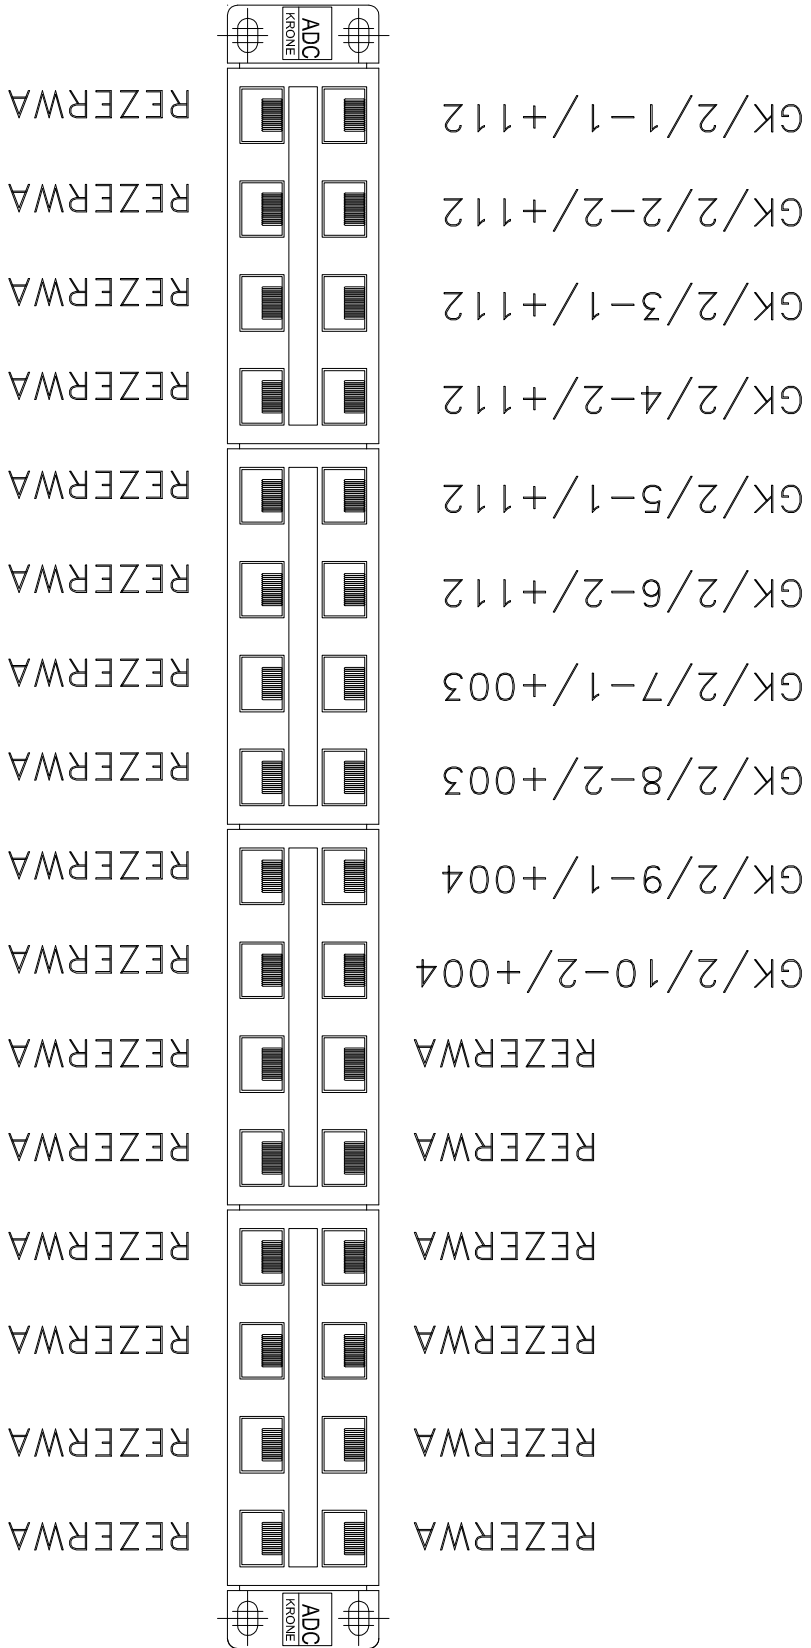 ADC
KRONE
REZERWA
GK/2/1-1/+112
REZERWA
GK/2/2-2/+112
REZERWA
GK/2/3-1/+112
REZERWA
GK/2/4-2/+112
REZERWA
GK/2/5-1/+112
REZERWA
GK/2/6-2/+112
REZERWA
GK/2/7-1/+003
REZERWA
GK/2/8-2/+003
REZERWA
GK/2/9-1/+004
REZERWA
GK/2/10-2/+004
REZERWA
REZERWA
REZERWA
REZERWA
REZERWA
REZERWA
REZERWA
REZERWA
REZERWA
REZERWA
REZERWA
REZERWA
ADC
KRONE